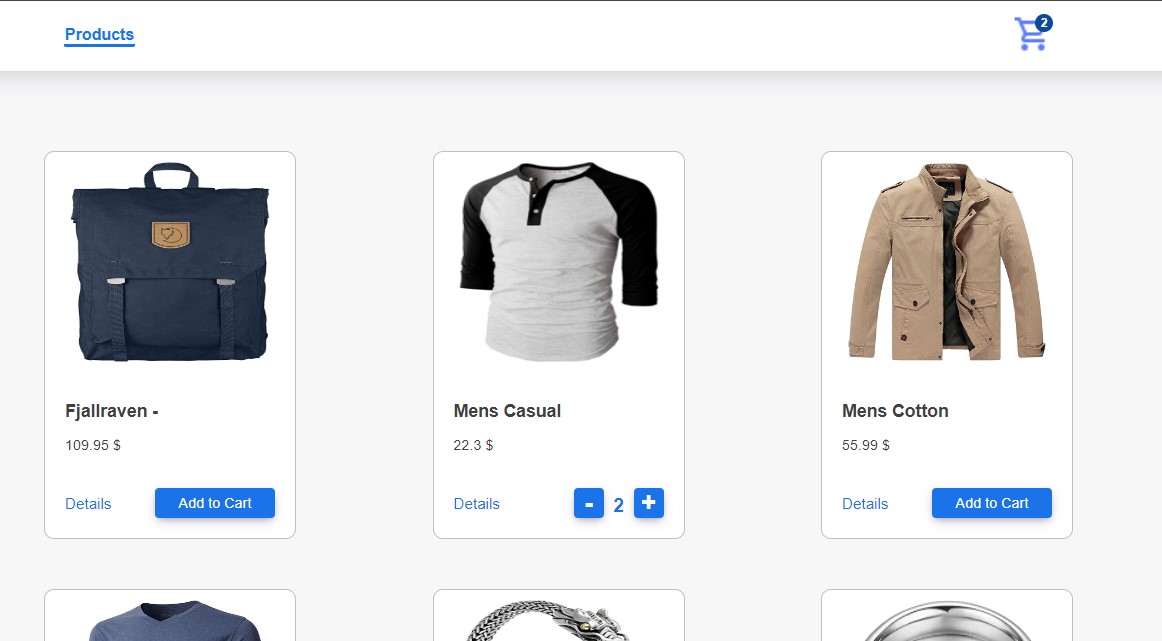 Products
2
Fjallraven -
109.95 $
Details
Add to Cart
Mens Casual
22.3 $
Details
- 2 +
Mens Cotton
55.99 $
Details
Add to Cart